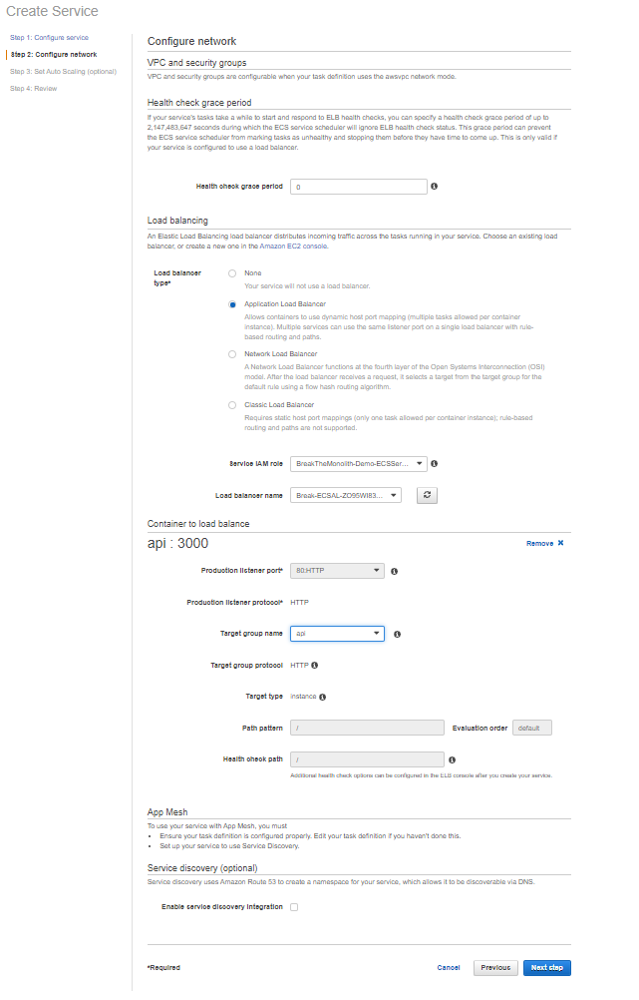 Create Service
Step 1: Configure service
Step 2: Configure network
Step 3: Set Auto Scaling (optional)
Step 4: Review
Configure network
VPC and security groups
VPC and security groups are configurable when your task definition uses the awsvpc network mode.
Health check grace period
If your service's tasks take a while to start and respond to ELB health checks, you can specify a health check grace period of up to
2,147,483,647 seconds during which the ECS service scheduler will ignore ELB health check status. This grace period can prevent
the ECS service scheduler from marking tasks as unhealthy and stopping them before they have time to come up. This is only valid if
your service is configured to use a load balancer.
Health check grace period 0
Load balancing
An Elastic Load Balancing load balancer distributes incoming traffic across the tasks running in your service. Choose an existing load
balancer, or create a new one in the Amazon EC2 console.
Load balancer
type*
None
Your service will not use a load balancer.
Application Load Balancer
Allows containers to use dynamic host port mapping (multiple tasks allowed per container
instance). Multiple services can use the same listener port on a single load balancer with rule-
based routing and paths.
Network Load Balancer
A Network Load Balancer functions at the fourth layer of the Open Systems Interconnection (OSI)
model. After the load balancer receives a request, it selects a target from the target group for the
default rule using a flow hash routing algorithm.
Classic Load Balancer
Requires static host port mappings (only one task allowed per container instance); rule-based
routing and paths are not supported.
Service IAM role BreakTheMonolith-Demo-ECSSer...
Load balancer name Break-ECSAL-ZO95WI83...
Container to load balance
api : 3000
Remove ✖
Production listener port* 80:HTTP
Production listener protocol* HTTP
Target group name api
Target group protocol HTTP
Target type instance
Path pattern / Evaluation order default
Health check path /
Additional health check options can be configured in the ELB console after you create your service.
App Mesh
To use your service with App Mesh, you must
• Ensure your task definition is configured properly. Edit your task definition if you haven't done this.
• Set up your service to use Service Discovery.
Service discovery (optional)
Service discovery uses Amazon Route 53 to create a namespace for your service, which allows it to be discoverable via DNS.
Enable service discovery integration
*Required
Cancel
Previous
Next step